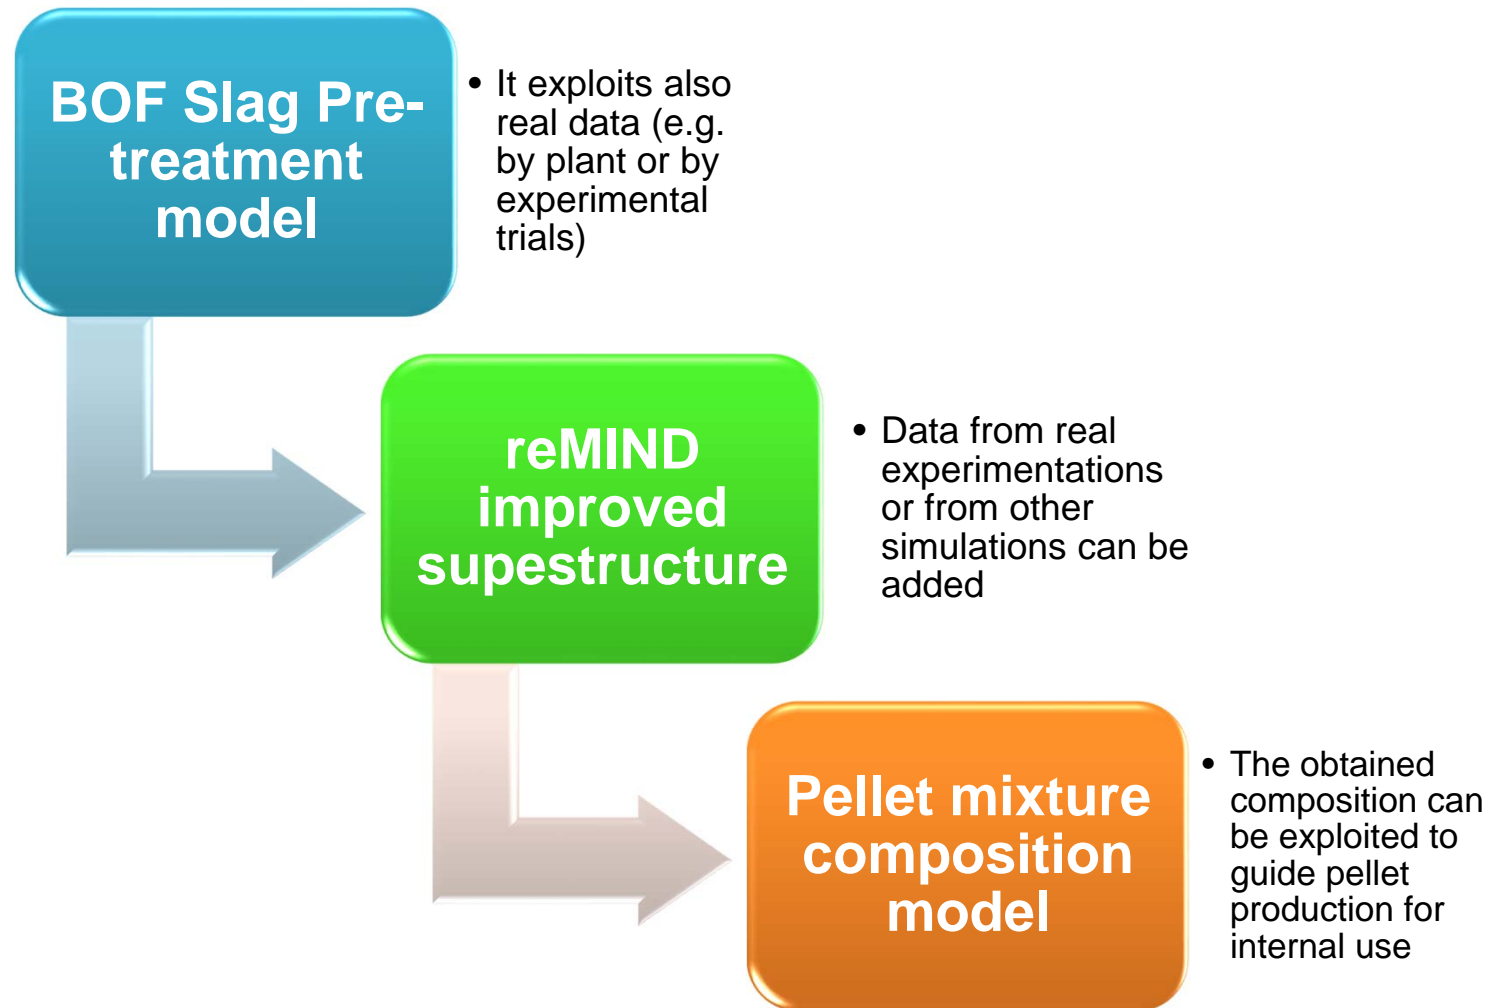 BOF Slag Pre-
treatment
model
• It exploits also
real data (e.g.
by plant or by
experimental
trials)
reMIND
improved
supestructure
• Data from real
experimentations
or from other
simulations can be
added
Pellet mixture
composition
model
• The obtained
composition can
be exploited to
guide pellet
production for
internal use